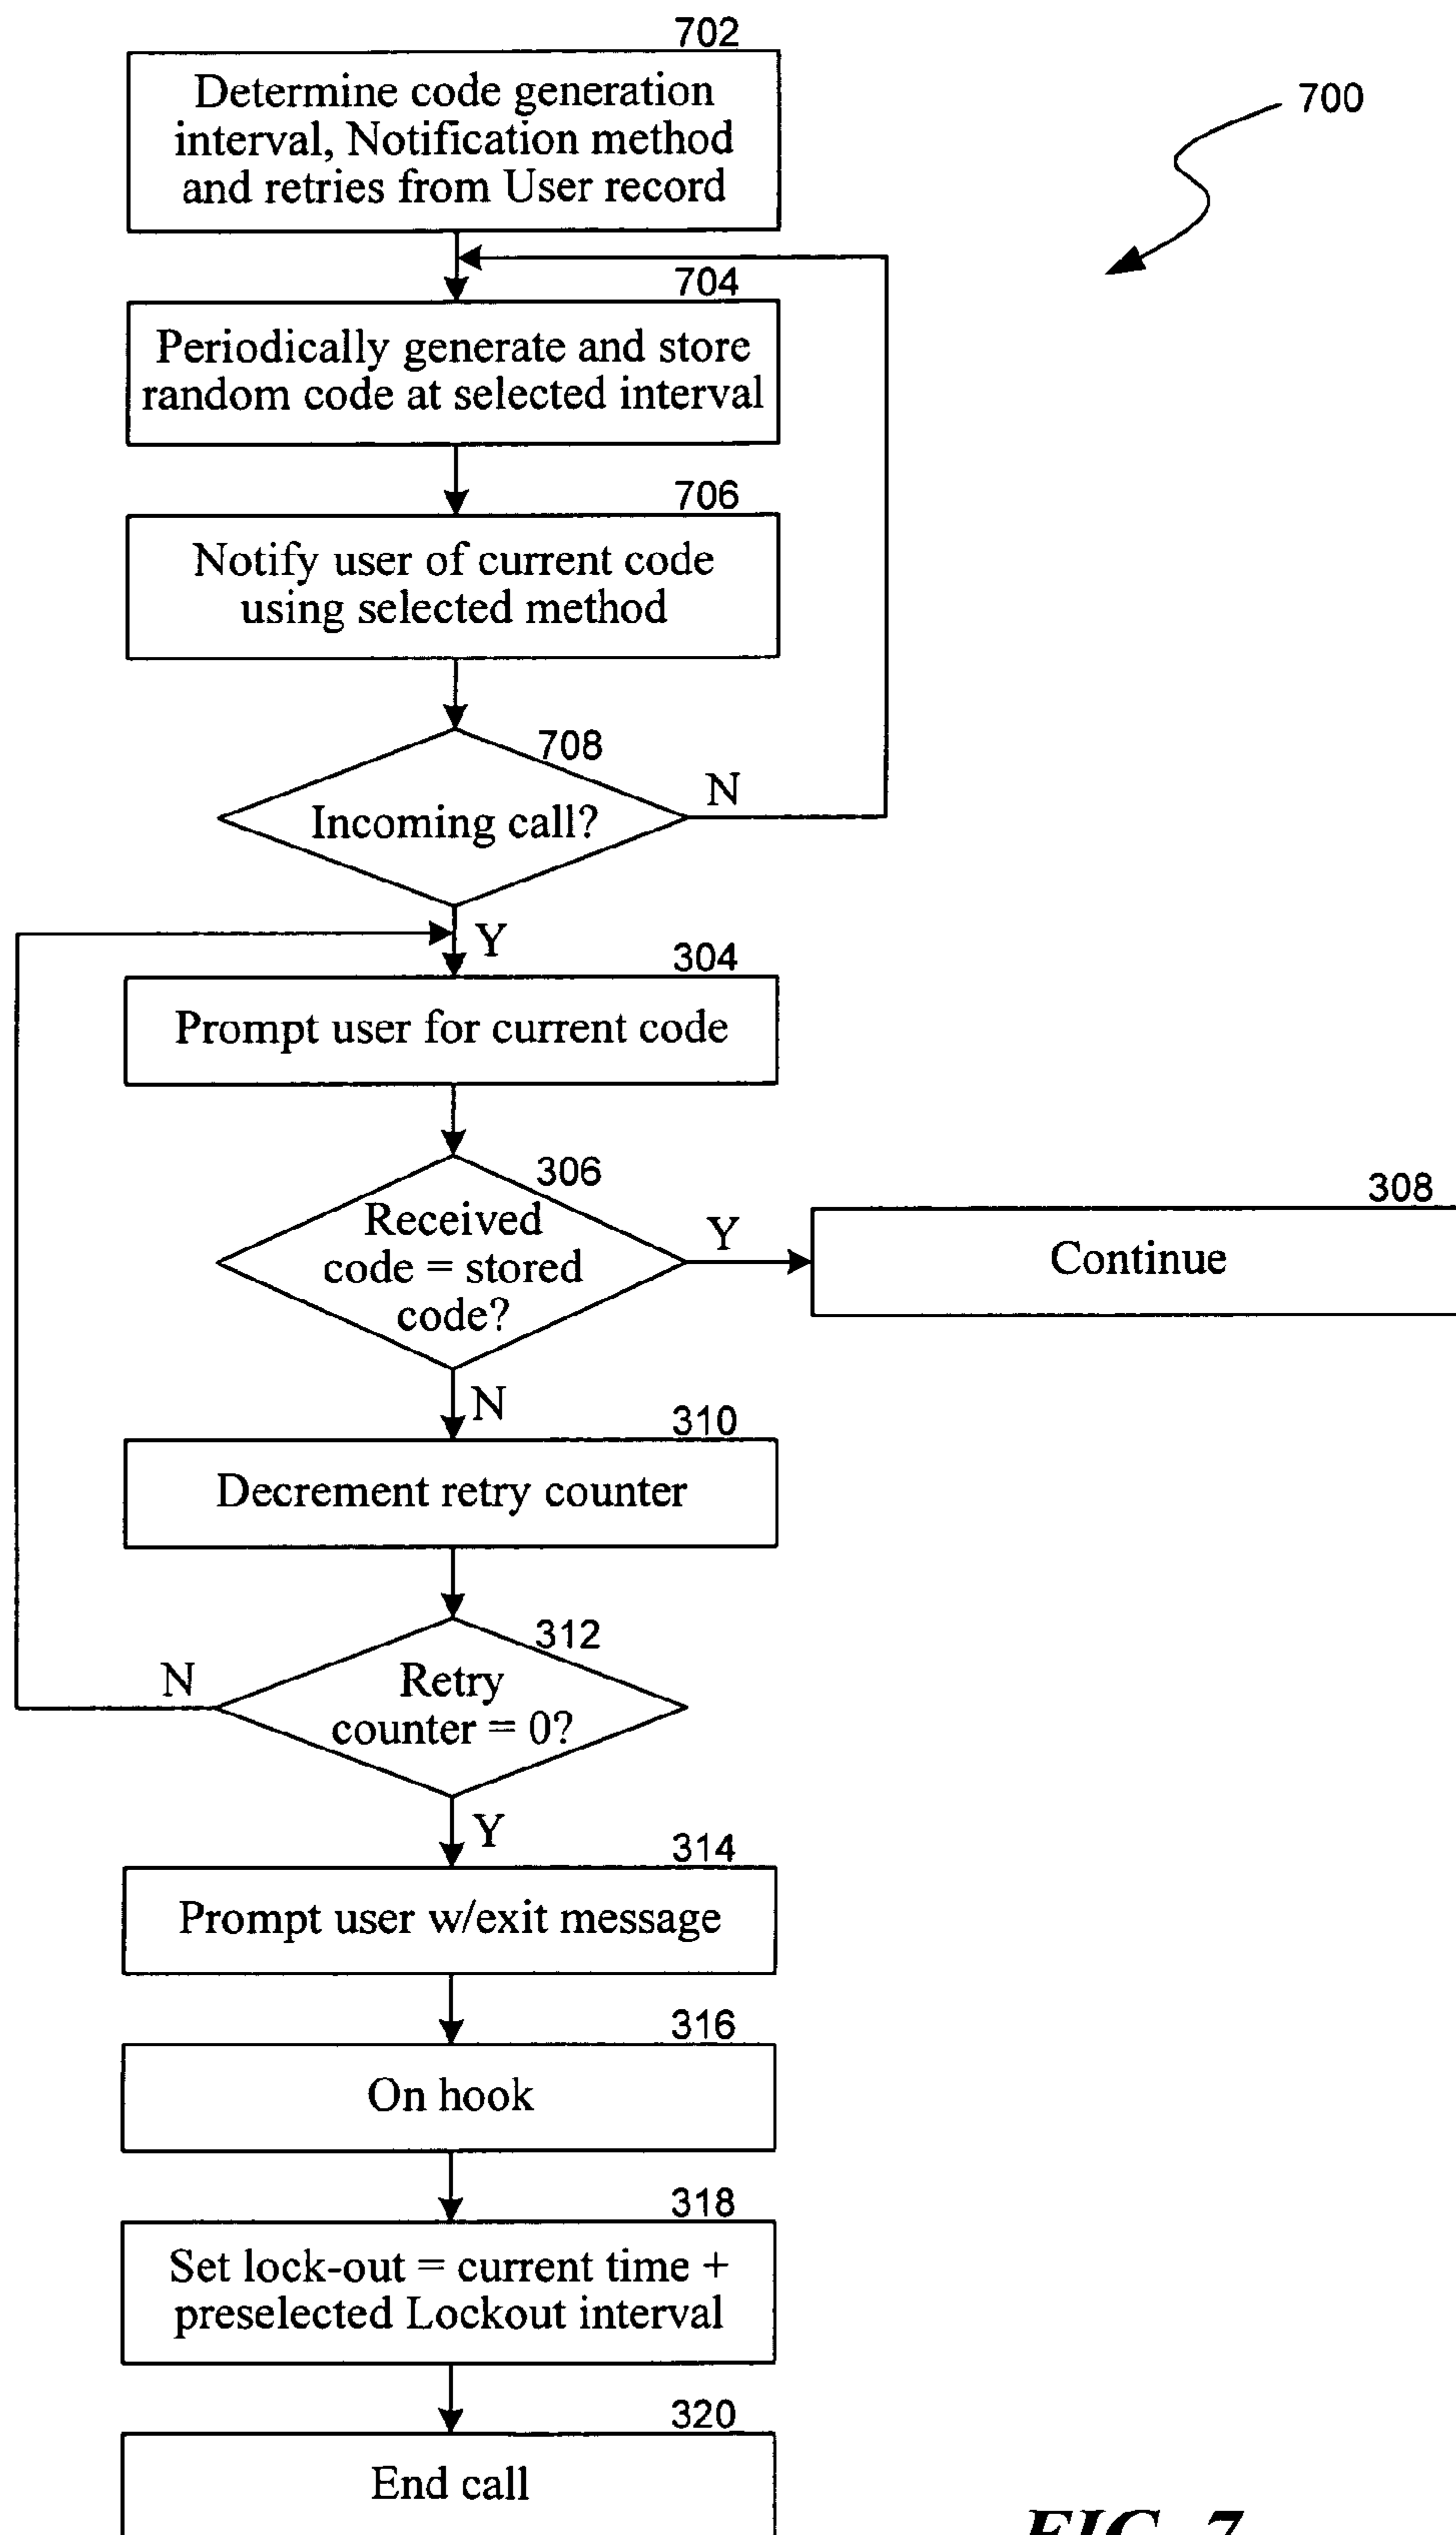 702
Determine code generation
interval, Notification method
and retries from User record
700
704
Periodically generate and store
random code at selected interval
706
Notify user of current code
using selected method
708
Incoming call?
N
Y
304
Prompt user for current code
306
Received
code = stored
code?
Y
308
Continue
N
310
Decrement retry counter
312
Retry
counter = 0?
N
Y
314
Prompt user w/exit message
316
On hook
318
Set lock-out = current time +
preselected Lockout interval
320
End call
FIG. 7